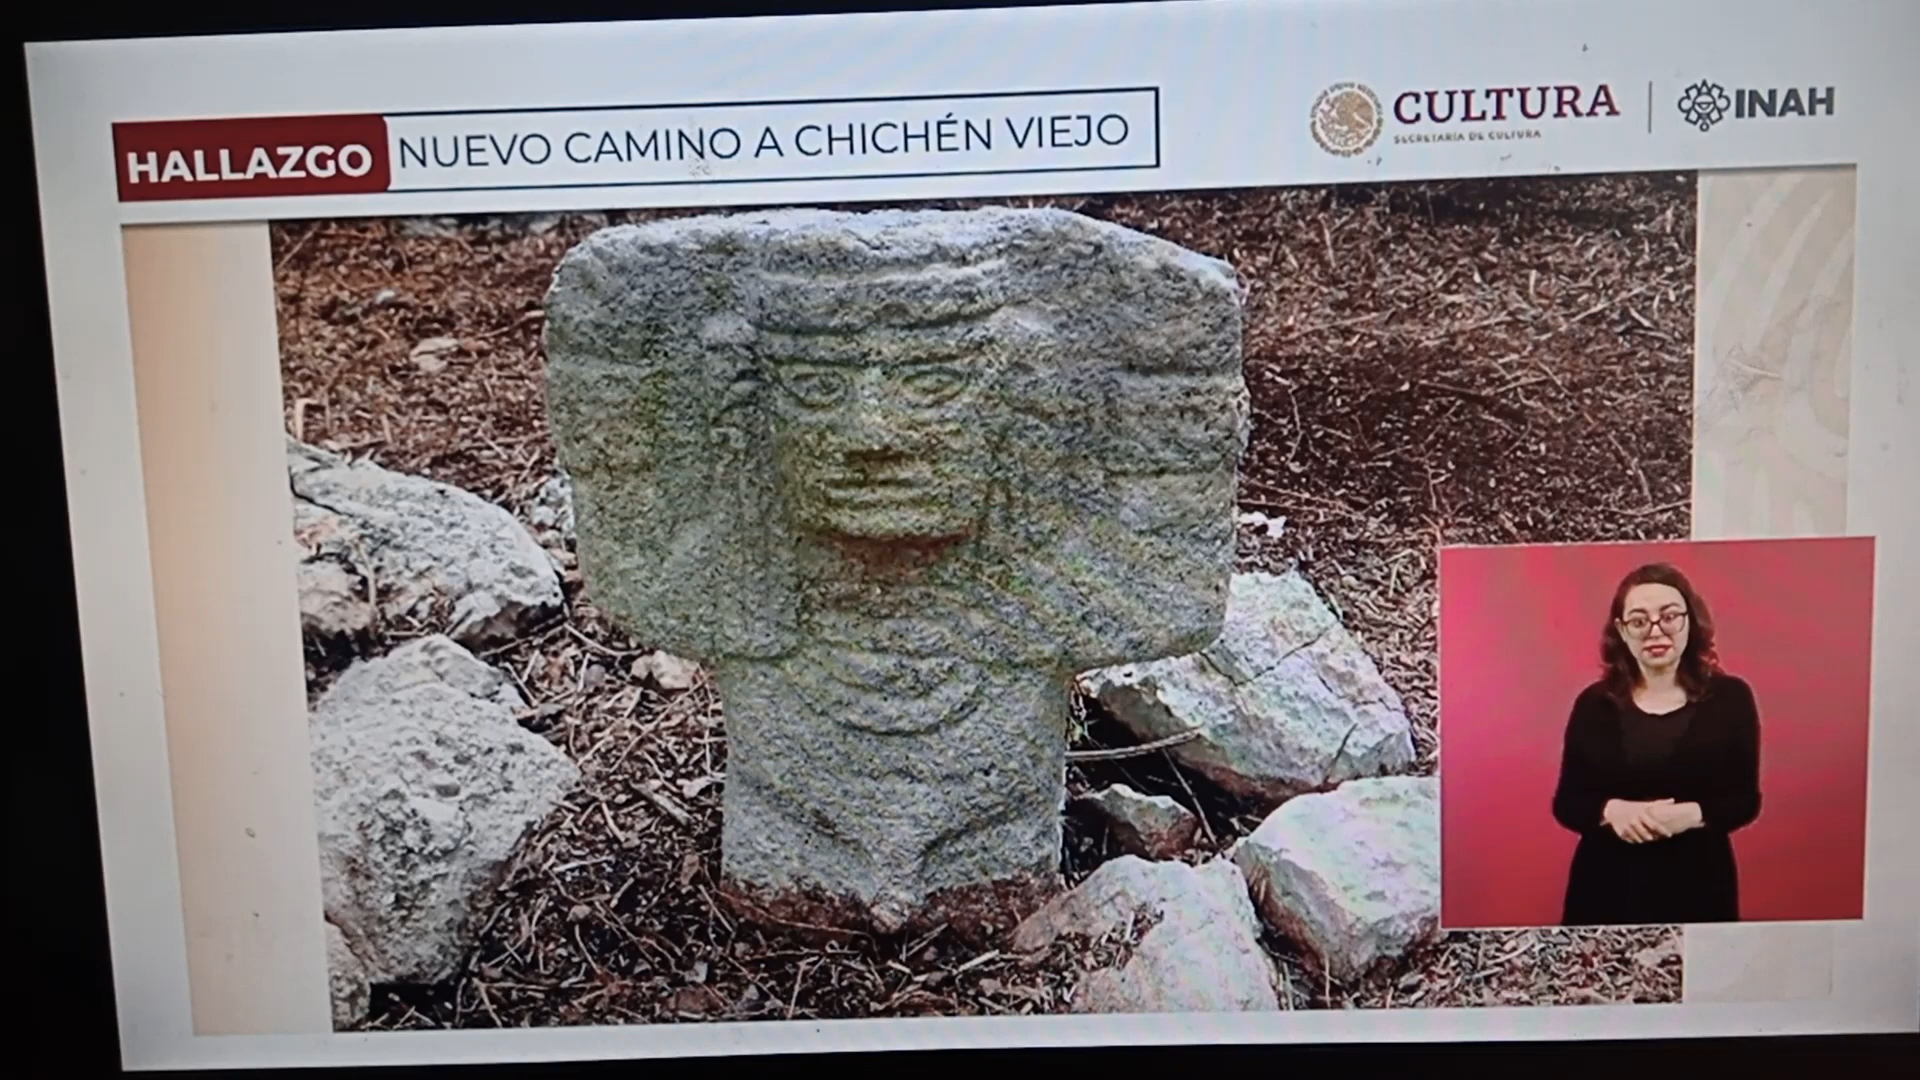 HALLAZGO NUEVO CAMINO A CHICHÉN VIEJO
CULTURA
SECRETARÍA DE CULTURA
INAH